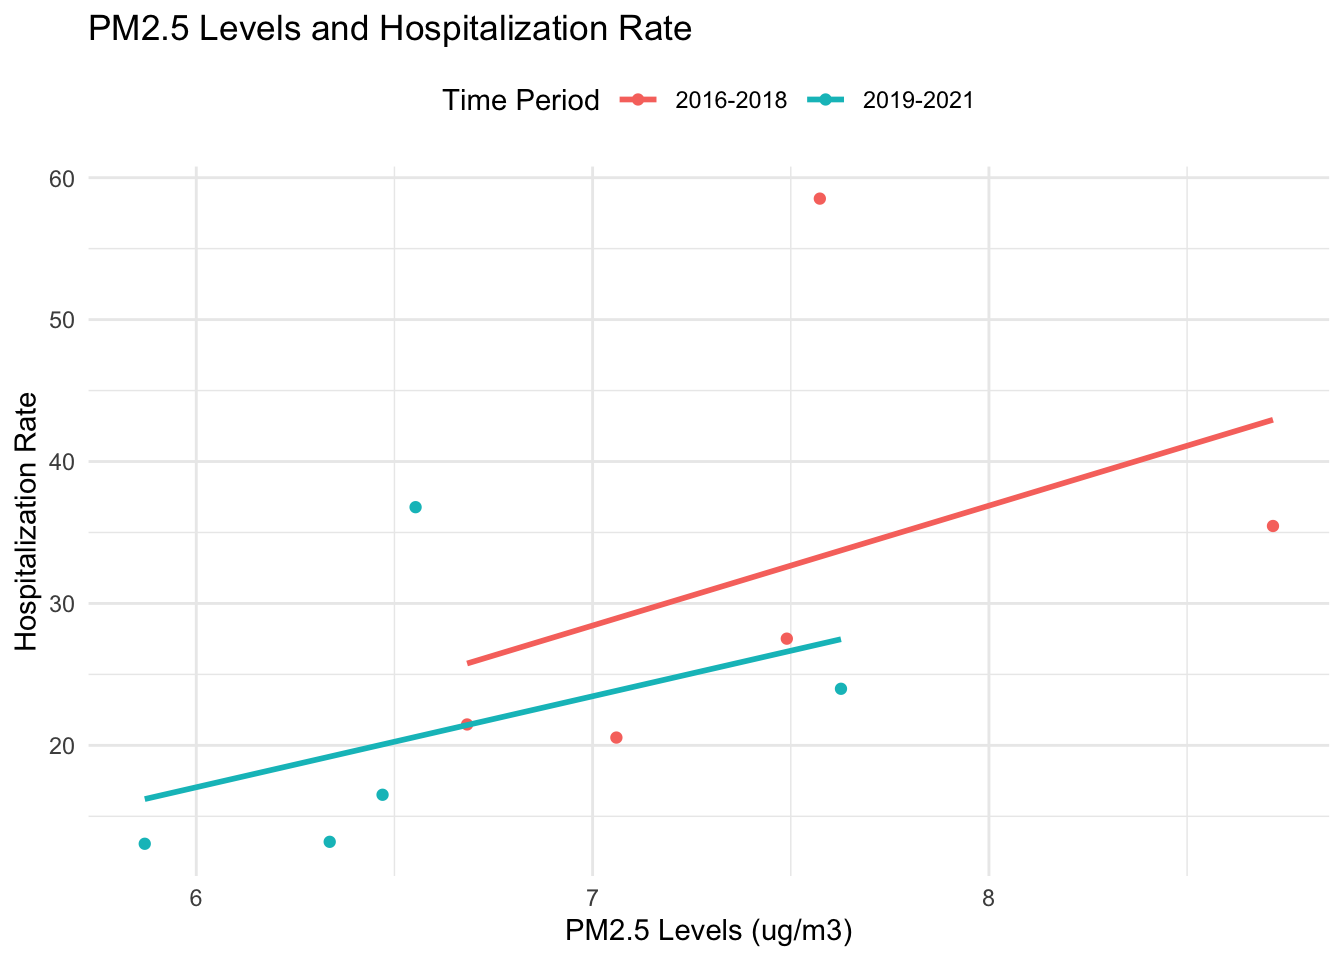 PM2.5 Levels and Hospitalization Rate
Time Period 2016-2018 2019-2021
60
50
40
30
20
Hospitalization Rate
6 7 8
PM2.5 Levels (ug/m3)